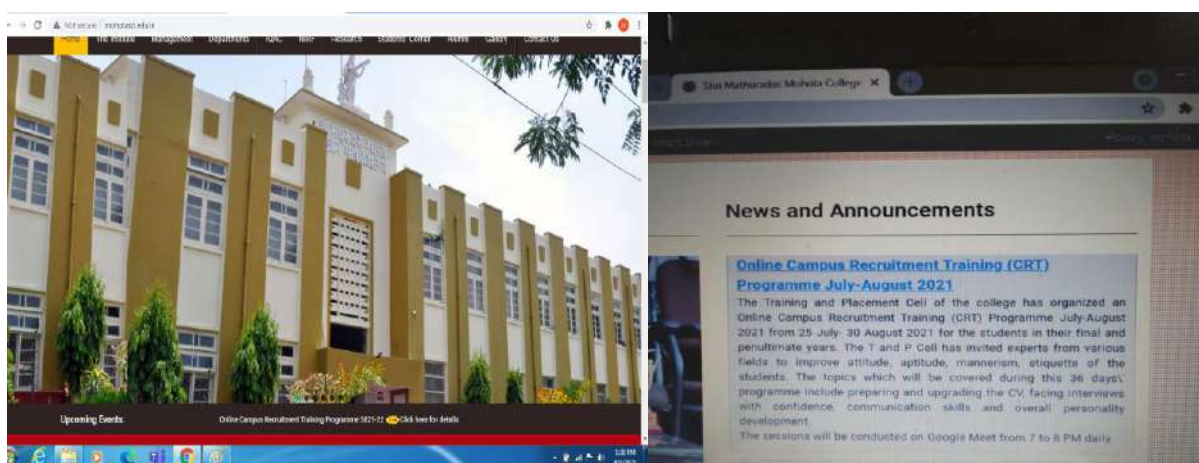 Not secure | mohotasci.edu.in
Home The Institute Management Departments IQAC NIRF Research Students' Corner Alumni Gallery Contact Us
Upcoming Events
Online Campus Recruitment Training Programme 2021-22 Click here for details
Shri Mathuradas Mohota College
News and Announcements
Online Campus Recruitment Training (CRT)
Programme July-August 2021
The Training and Placement Cell of the college has organized an
Online Campus Recruitment Training (CRT) Programme July-August
2021 from 25 July- 30 August 2021 for the students in their final and
penultimate years. The T and P Cell has invited experts from various
fields to improve attitude, aptitude, mannerism, etiquette of the
students. The topics which will be covered during this 36 days\
programme include preparing and upgrading the CV, facing interviews
with confidence, communication skills and overall personality
development.
The sessions will be conducted on Google Meet from 7 to 8 PM daily.